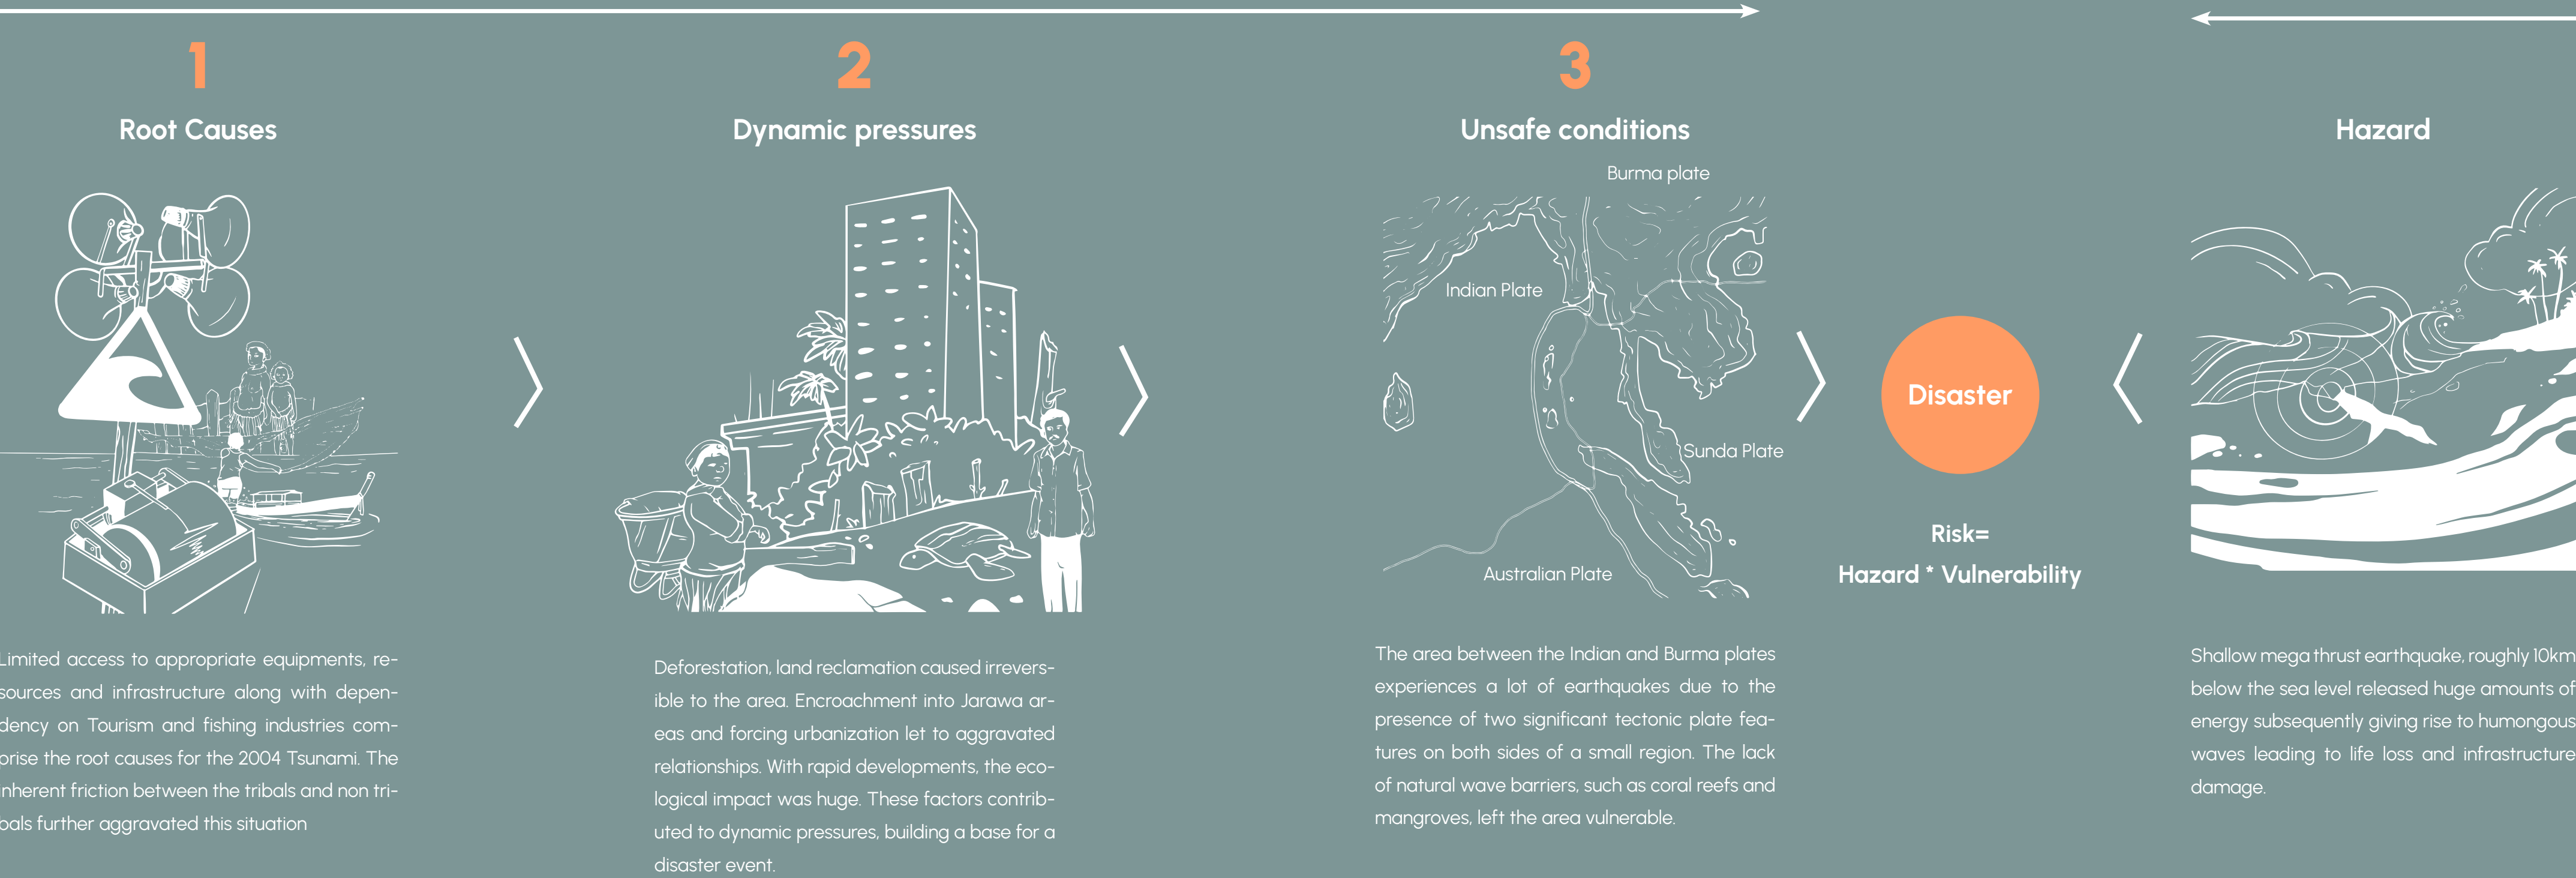 1
Root Causes
Limited access to appropriate equipments, re-
sources and infrastructure along with depen-
dency on Tourism and fishing industries com-
prise the root causes for the 2004 Tsunami. The
inherent friction between the tribals and non tri-
bals further aggravated this situation
2
Dynamic pressures
Deforestation, land reclamation caused irrevers-
ible to the area. Encroachment into Jarawa ar-
eas and forcing urbanization let to aggravated
relationships. With rapid developments, the eco-
logical impact was huge. These factors contrib-
uted to dynamic pressures, building a base for a
disaster event.
3
Unsafe conditions
Burma plate
Indian Plate
Sunda Plate
Australian Plate
The area between the Indian and Burma plates
experiences a lot of earthquakes due to the
presence of two significant tectonic plate fea-
tures on both sides of a small region. The lack
of natural wave barriers, such as coral reefs and
mangroves, left the area vulnerable.
Disaster
Risk=
Hazard * Vulnerability
Hazard
Shallow mega thrust earthquake, roughly 10km
below the sea level released huge amounts of
energy subsequently giving rise to humongous
waves leading to life loss and infrastructure
damage.